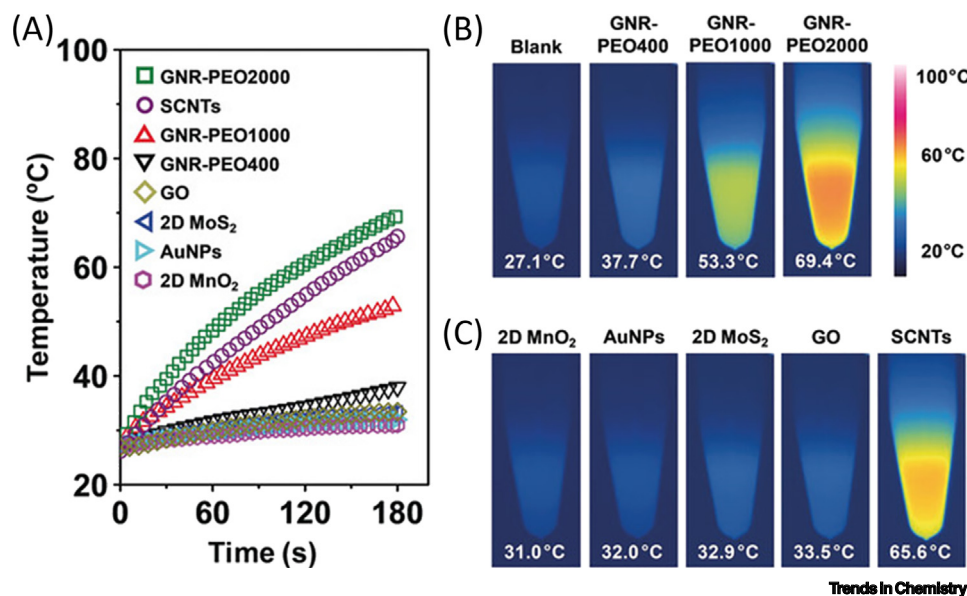 (A)
100
80
60
40
20
Temperature (ºC)
0
60
120
180
Time (s)
GNR-PEO2000
SCNTs
GNR-PEO1000
GNR-PEO400
GO
2D MoS₂
AuNPs
2D MnO₂
(B)
Blank
GNR-
PEO400
GNR-
PEO1000
GNR-
PEO2000
27.1°C
37.7°C
53.3°C
69.4°C
100°C
60°C
20°C
(C)
2D MnO₂
AuNPs
2D MoS₂
GO
SCNTs
31.0°C
32.0°C
32.9°C
33.5°C
65.6°C
Trends in Chemistry